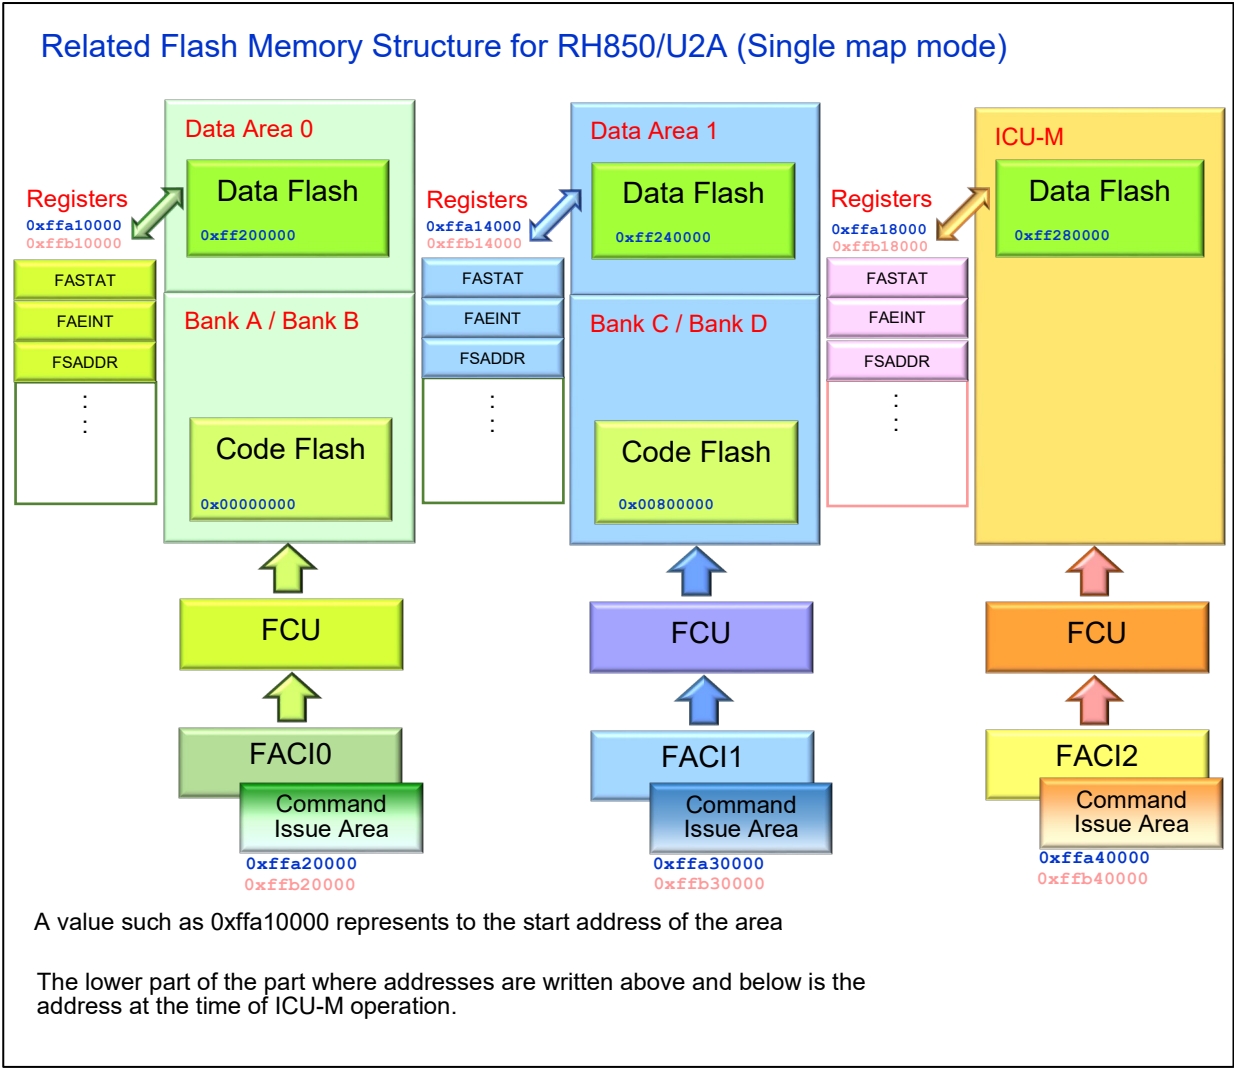 Related Flash Memory Structure for RH850/U2A (Single map mode)
Data Area 0
Data Flash
0xff200000
Registers
0xffa10000
0xffb10000
FASTAT
FAEINT
FSADDR
Bank A / Bank B
Code Flash
0x00000000
FCU
FACI0
Command
Issue Area
0xffa20000
0xffb20000
Data Area 1
Data Flash
0xff240000
Registers
0xffa14000
0xffb14000
FASTAT
FAEINT
FSADDR
Bank C / Bank D
Code Flash
0x00800000
FCU
FACI1
Command
Issue Area
0xffa30000
0xffb30000
ICU-M
Data Flash
0xff280000
Registers
0xffa18000
0xffb18000
FASTAT
FAEINT
FSADDR
FCU
FACI2
Command
Issue Area
0xffa40000
0xffb40000
A value such as 0xffa10000 represents to the start address of the area
The lower part of the part where addresses are written above and below is the
address at the time of ICU-M operation.